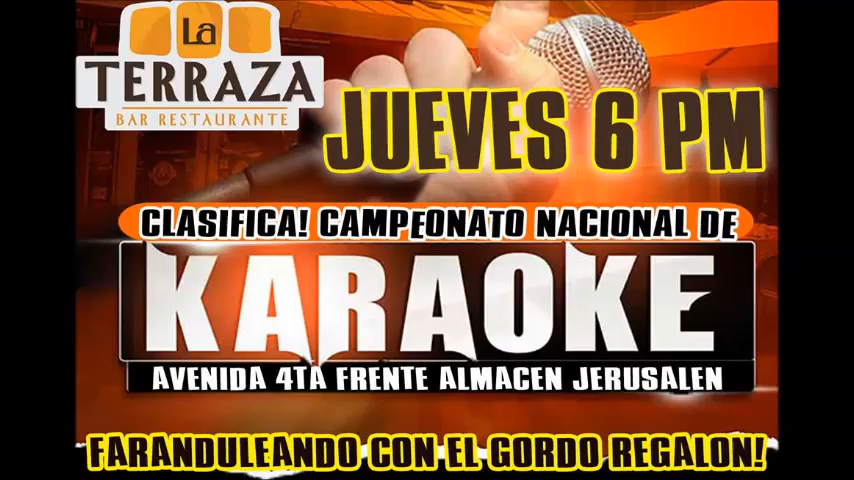 La
TERRAZA
BAR RESTAURANTE
JUEVES 6 PM
CLASIFICA! CAMPEONATO NACIONAL DE
KARAOKE
AVENIDA 4TA FRENTE ALMACEN JERUSALEN
FARANDULEANDO CON EL GORDO REGALON!